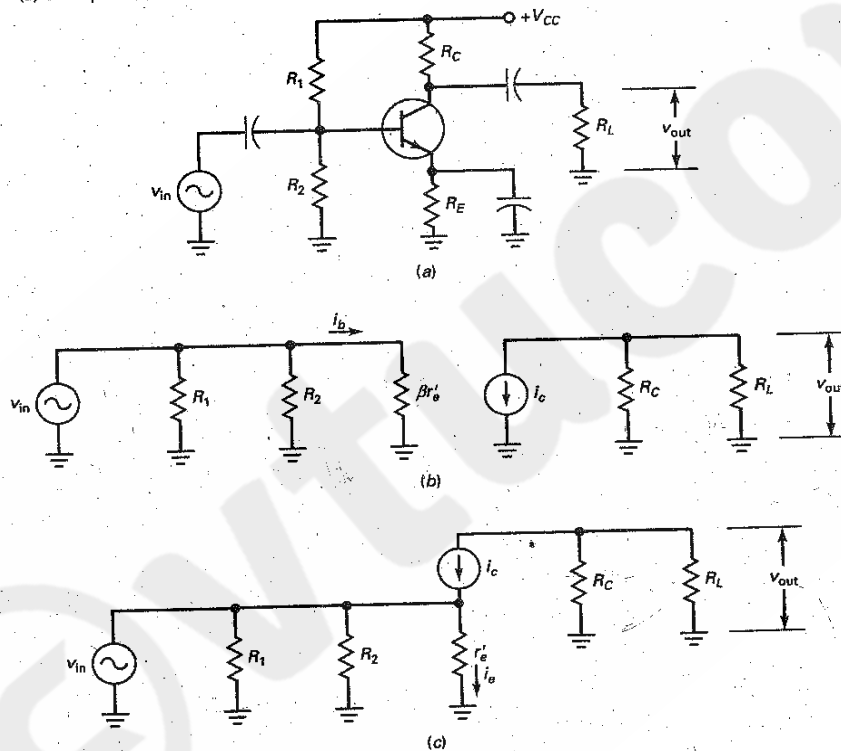 +V_CC
R_C
R_1
R_L
v_out
v_in
R_2
R_E
(a)
i_b
v_in
R_1
R_2
βr'_e
i_c
R_C
R_L
v_out
(b)
i_c
R_C
R_L
v_out
v_in
R_1
R_2
r'_e
i_e
(c)
©vtuco